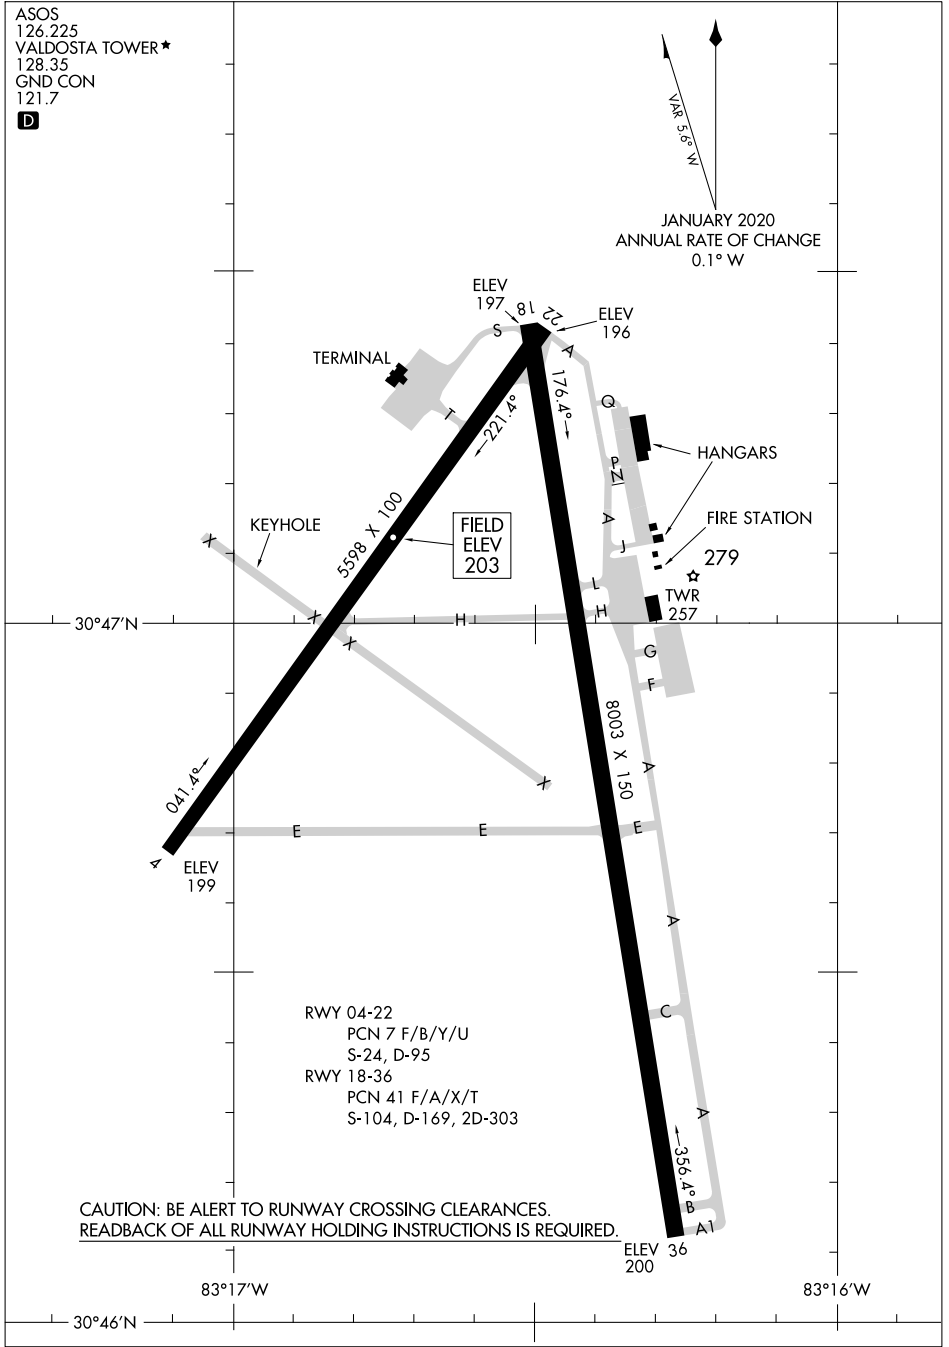 ASOS
126.225
VALDOSTA TOWER★
128.35
GND CON
121.7
D
VAR 5.6° W
JANUARY 2020
ANNUAL RATE OF CHANGE
0.1° W
ELEV
197
18
22
ELEV
196
S
A
TERMINAL
176.4°
Q
T
221.4°
HANGARS
P
N
5598 X 100
KEYHOLE
FIELD
ELEV
203
A
FIRE STATION
X
J
279
L
TWR
257
X
H
H
30°47'N
X
G
F
8003 X 150
A
041.4°
X
E
E
E
4
ELEV
199
A
RWY 04-22
PCN 7 F/B/Y/U
S-24, D-95
RWY 18-36
PCN 41 F/A/X/T
S-104, D-169, 2D-303
C
A
356.4°
B
A1
CAUTION: BE ALERT TO RUNWAY CROSSING CLEARANCES.
READBACK OF ALL RUNWAY HOLDING INSTRUCTIONS IS REQUIRED.
ELEV
200
36
83°17'W
83°16'W
30°46'N